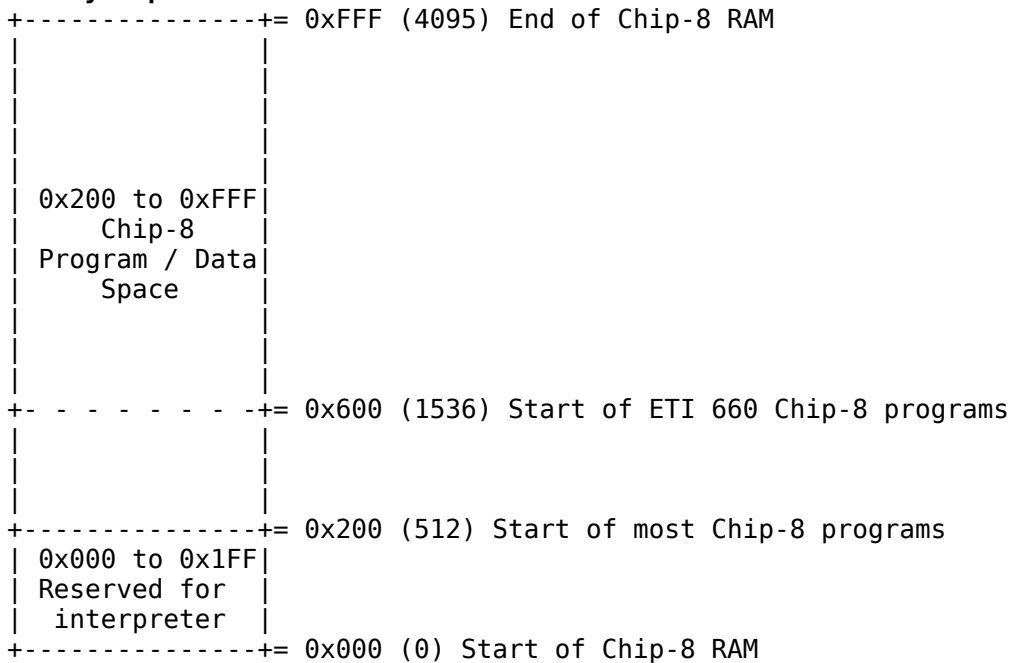 +---------------+= 0xFFF (4095) End of Chip-8 RAM
| 0x200 to 0xFFF|
| Chip-8 |
| Program / Data|
| Space |
+- - - - - - - -+= 0x600 (1536) Start of ETI 660 Chip-8 programs
+---------------+= 0x200 (512) Start of most Chip-8 programs
| 0x000 to 0x1FF|
| Reserved for |
| interpreter |
+---------------+= 0x000 (0) Start of Chip-8 RAM